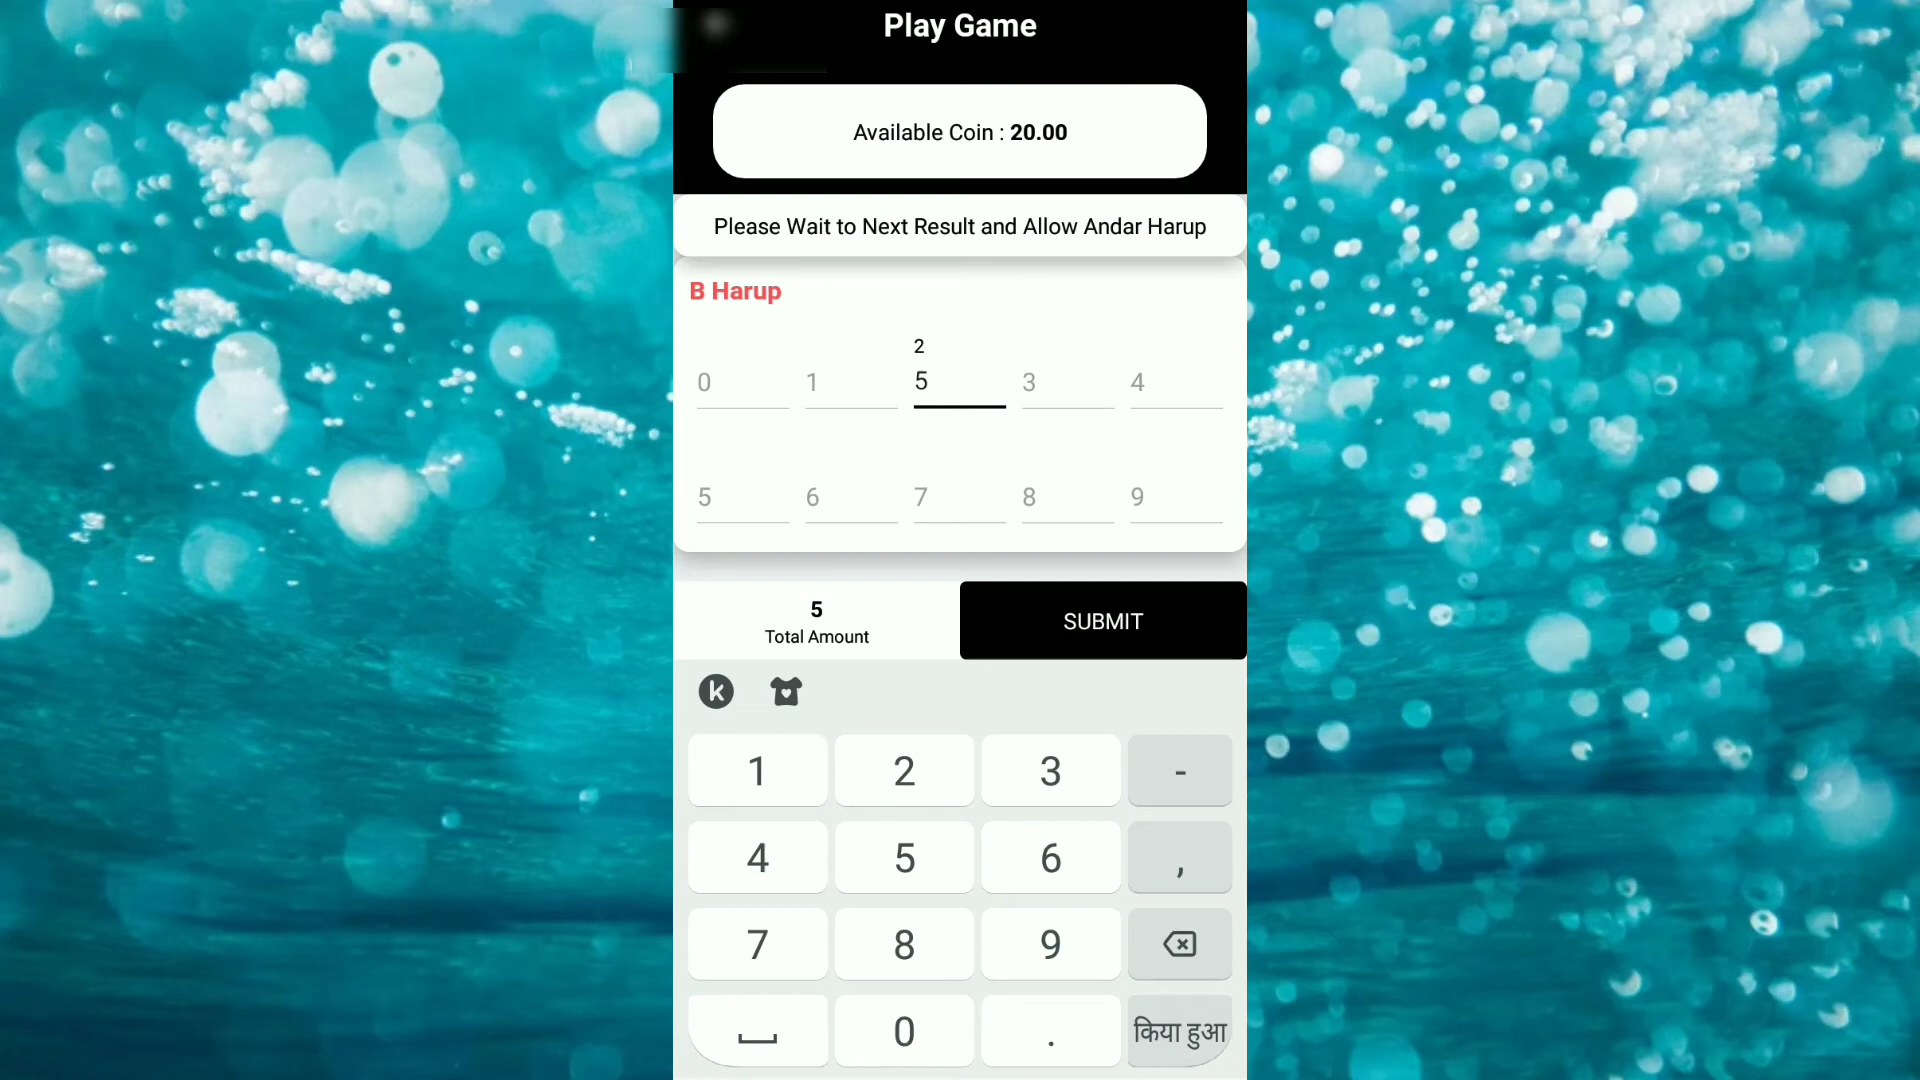 Play Game
Available Coin : 20.00
Please Wait to Next Result and Allow Andar Harup
B Harup
2
0 1 5 3 4
5 6 7 8 9
5
Total Amount
SUBMIT
k
1 2 3 -
4 5 6 ,
7 8 9
0 . किया हुआ